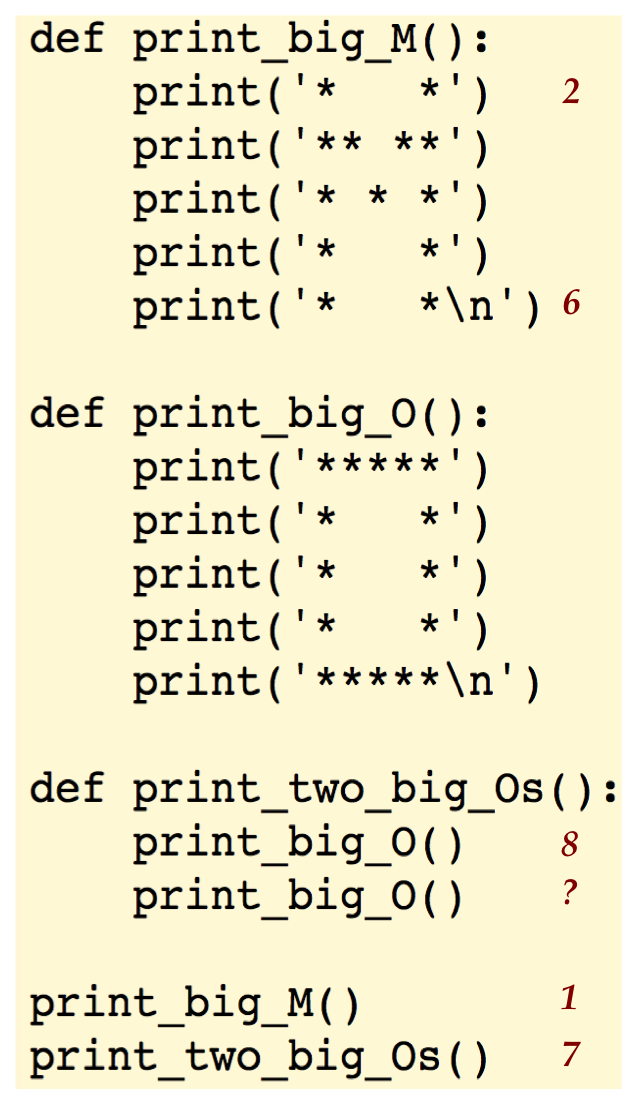 def print_big_M():
    print('*   *')    2
    print('** **')
    print('* * *')
    print('*   *')
    print('*   *\n') 6
def print_big_O():
    print('*****')
    print('*   *')
    print('*   *')
    print('*   *')
    print('*****\n')
def print_two_big_Os():
    print_big_O()    8
    print_big_O()    ?
print_big_M()        1
print_two_big_Os()   7